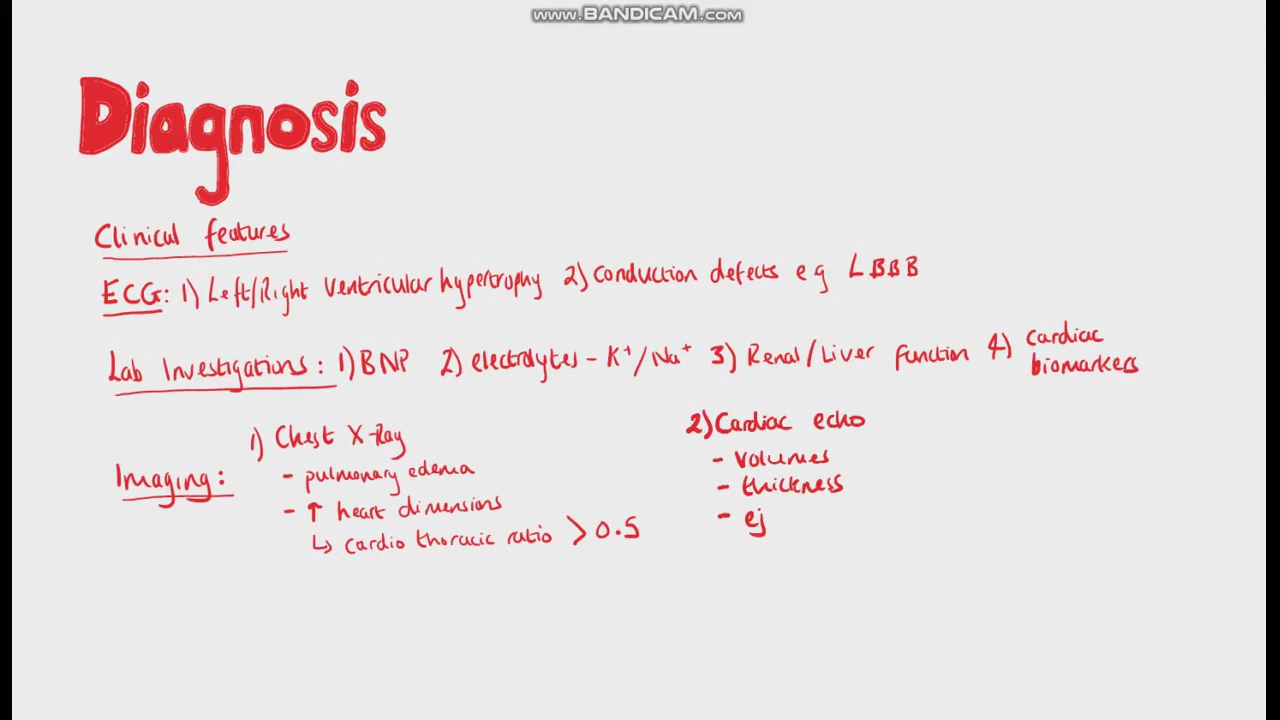 www.BANDICAM.com
Diagnosis
Clinical features
ECG: 1) Left/Right ventricular hypertrophy 2) Conduction defects eg LBBB
Lab Investigations: 1) BNP 2) electrolytes - K+/Na+ 3) Renal/Liver function 4) cardiac
biomarkers
Imaging:
1) Chest X-Ray
- pulmonary edema
- ↑ heart dimensions
↳ cardio thoracic ratio > 0.5
2) Cardiac echo
- volumes
- thickness
- ej